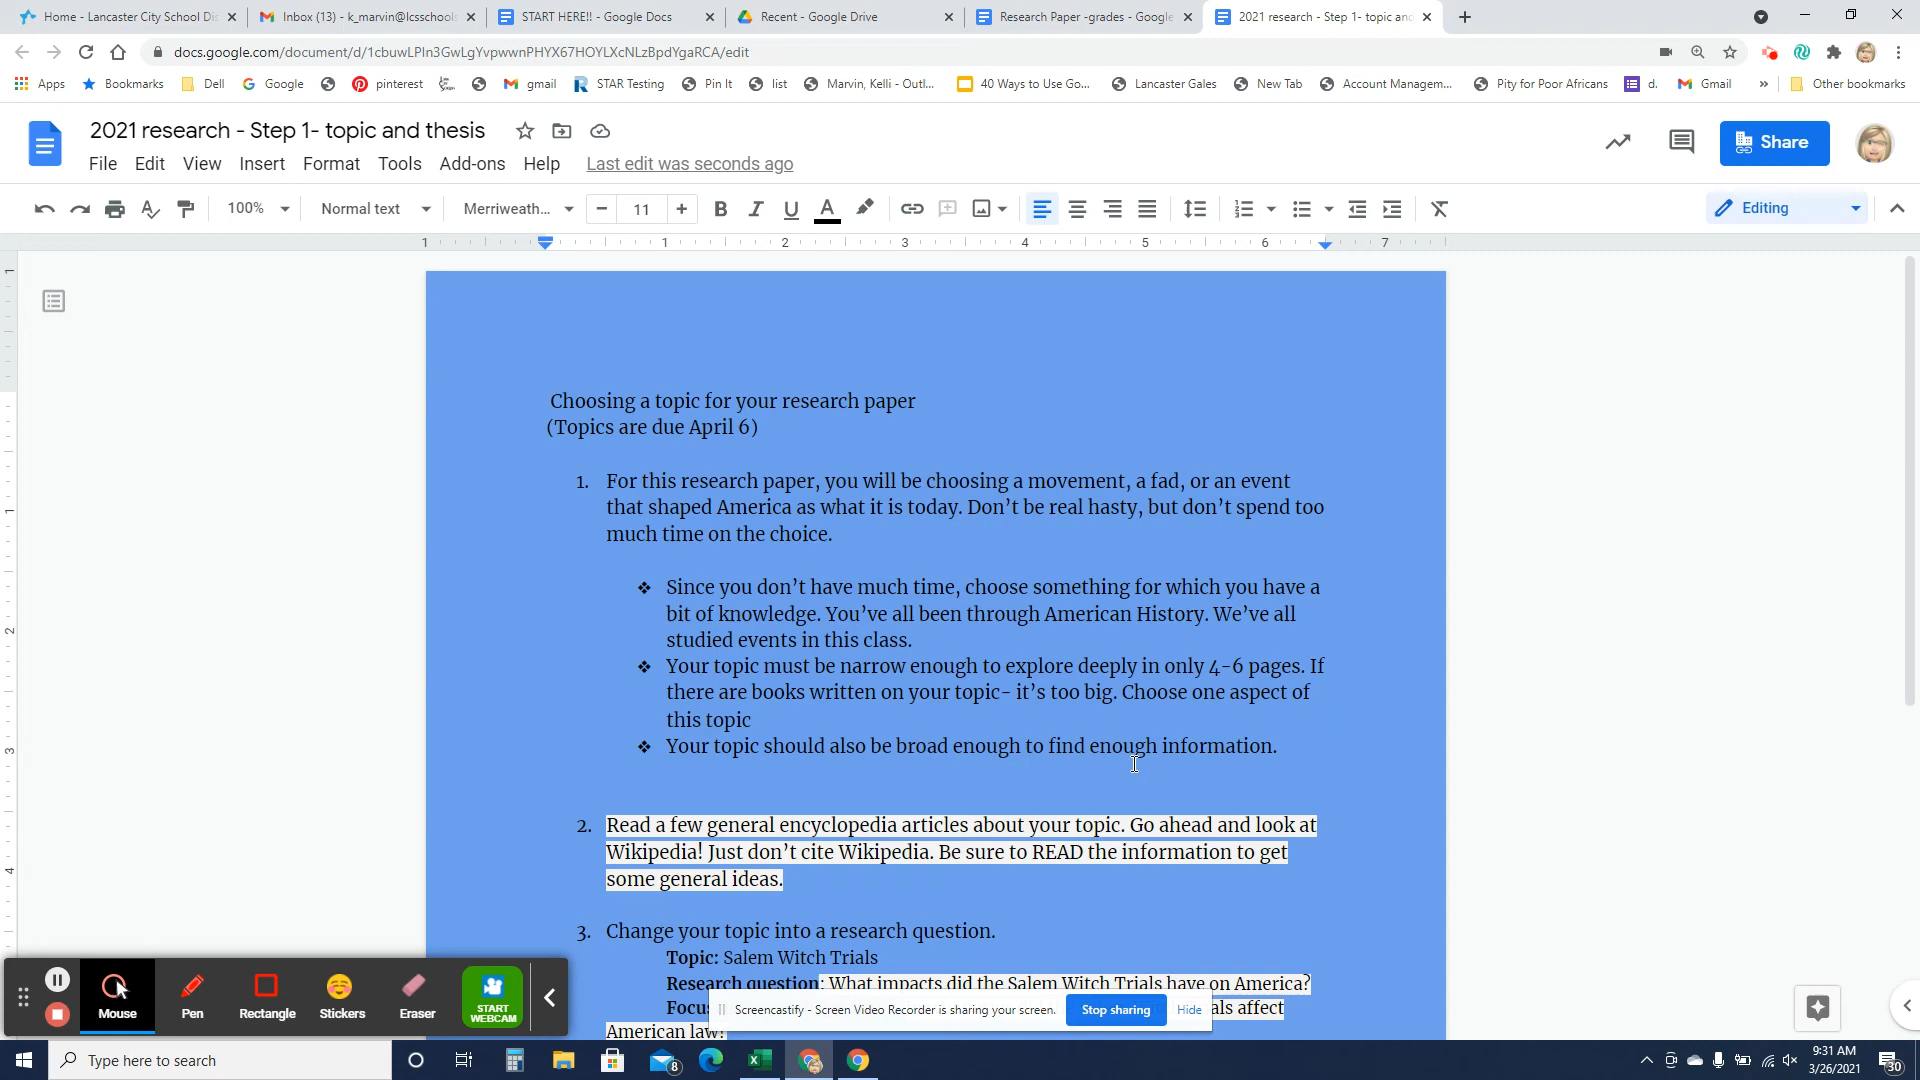 Home - Lancaster City School Dis
Inbox (13) - k_marvin@lcsschools
START HERE!! - Google Docs
Recent - Google Drive
Research Paper -grades - Google
2021 research - Step 1- topic and
docs.google.com/document/d/1cbuwLPIn3GwLgYvpwwnPHYX67HOYLXcNLzBpdYgaRCA/edit
Apps Bookmarks Dell Google pinterest gmail STAR Testing Pin It list Marvin, Kelli - Outl... 40 Ways to Use Go... Lancaster Gales New Tab Account Managem... Pity for Poor Africans d. Gmail » Other bookmarks
2021 research - Step 1- topic and thesis
Share
File Edit View Insert Format Tools Add-ons Help Last edit was seconds ago
100% Normal text Merriweath... 11 B I U A Editing
1 1 2 3 4 5 6 7
Choosing a topic for your research paper
(Topics are due April 6)
1. For this research paper, you will be choosing a movement, a fad, or an event
that shaped America as what it is today. Don’t be real hasty, but don’t spend too
much time on the choice.
❖ Since you don’t have much time, choose something for which you have a
bit of knowledge. You’ve all been through American History. We’ve all
studied events in this class.
❖ Your topic must be narrow enough to explore deeply in only 4-6 pages. If
there are books written on your topic- it’s too big. Choose one aspect of
this topic
❖ Your topic should also be broad enough to find enough information.
2. Read a few general encyclopedia articles about your topic. Go ahead and look at
Wikipedia! Just don’t cite Wikipedia. Be sure to READ the information to get
some general ideas.
3. Change your topic into a research question.
Topic: Salem Witch Trials
Research question: What impacts did the Salem Witch Trials have on America?
als affect
American law?
Mouse Pen Rectangle Stickers Eraser START WEBCAM
Screencastify - Screen Video Recorder is sharing your screen. Stop sharing Hide
Type here to search
8
9:31 AM
3/26/2021
30